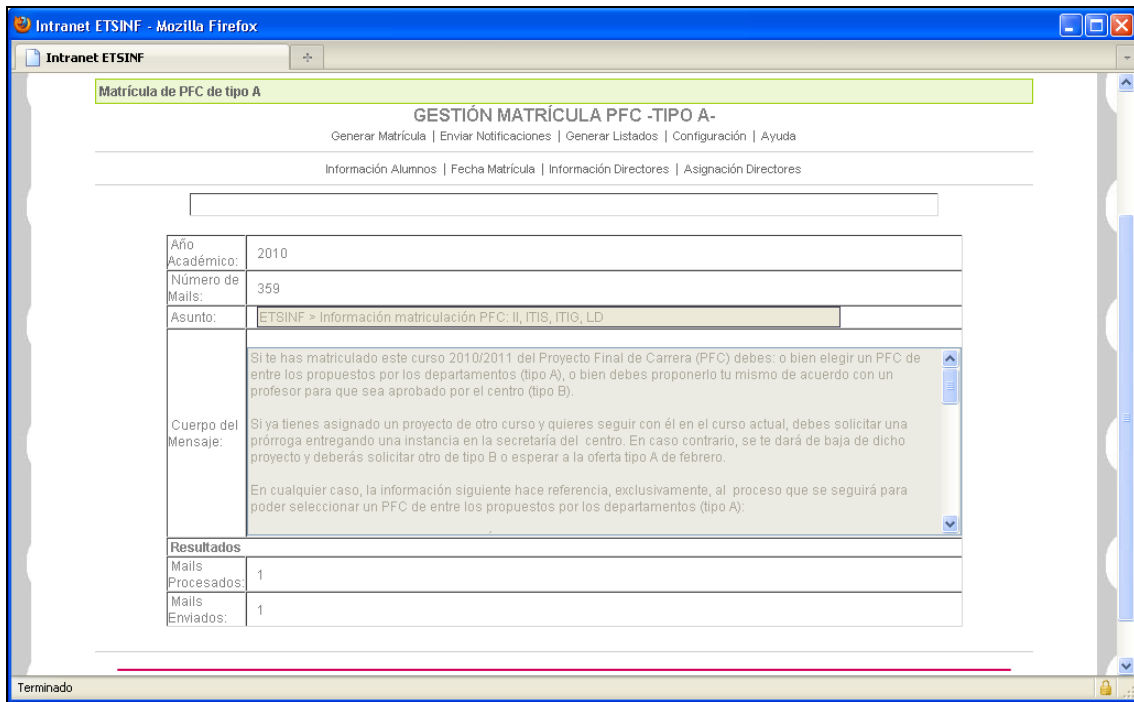 Intranet ETSINF - Mozilla Firefox
Intranet ETSINF
Matrícula de PFC de tipo A
GESTIÓN MATRÍCULA PFC -TIPO A-
Generar Matrícula | Enviar Notificaciones | Generar Listados | Configuración | Ayuda
Información Alumnos | Fecha Matrícula | Información Directores | Asignación Directores
Año
Académico:
2010
Número de
Mails:
359
Asunto:
ETSINF > Información matriculación PFC: II, ITIS, ITIG, LD
Cuerpo del
Mensaje:
Si te has matriculado este curso 2010/2011 del Proyecto Final de Carrera (PFC) debes: o bien elegir un PFC de
entre los propuestos por los departamentos (tipo A), o bien debes proponerlo tu mismo de acuerdo con un
profesor para que sea aprobado por el centro (tipo B).
Si ya tienes asignado un proyecto de otro curso y quieres seguir con él en el curso actual, debes solicitar una
prórroga entregando una instancia en la secretaría del centro. En caso contrario, se te dará de baja de dicho
proyecto y deberás solicitar otro de tipo B o esperar a la oferta tipo A de febrero.
En cualquier caso, la información siguiente hace referencia, exclusivamente, al proceso que se seguirá para
poder seleccionar un PFC de entre los propuestos por los departamentos (tipo A):
Resultados
Mails
Procesados:
1
Mails
Enviados:
1
Terminado